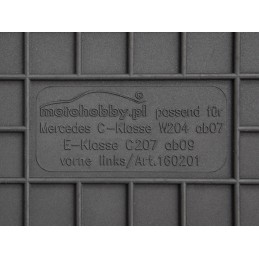 motohobby.pl passend für
Mercedes C-Klasse W204 ab07
E-Klasse C207 ab09
vorne links/Art.160201